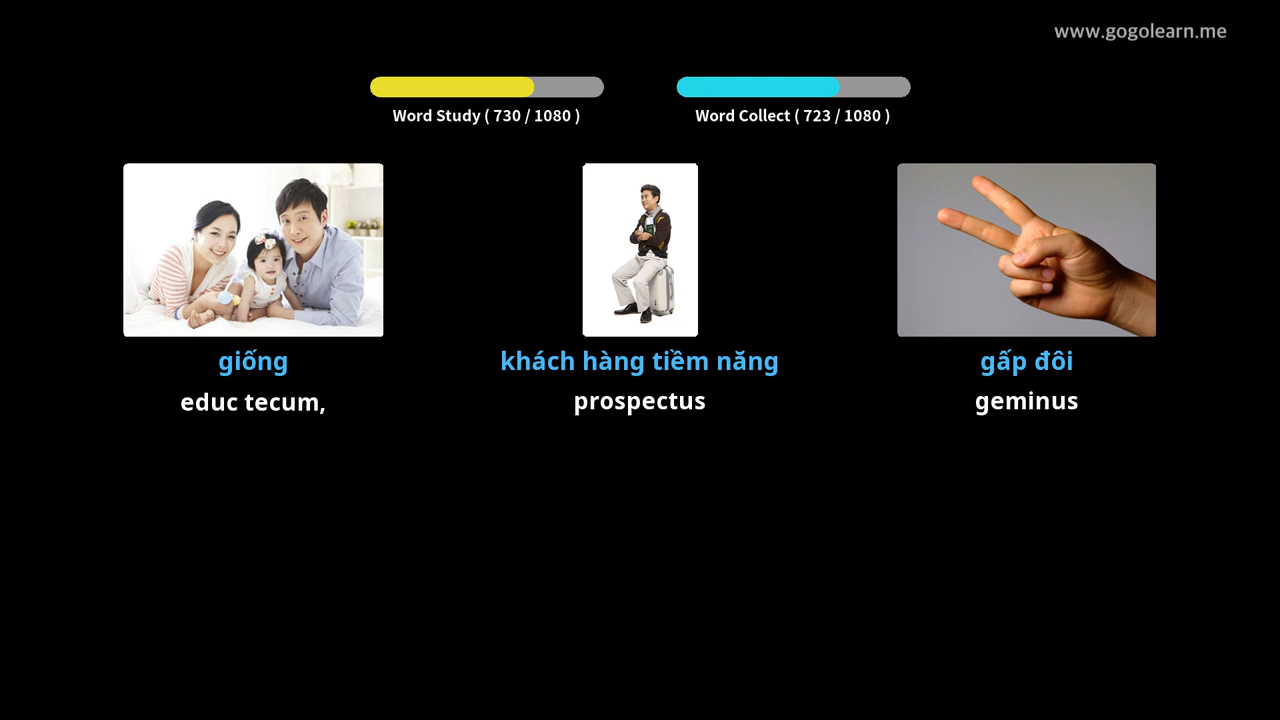 www.gogolearn.me
Word Study ( 730 / 1080 )
Word Collect ( 723 / 1080 )
giống
khách hàng tiềm năng
gấp đôi
educ tecum,
prospectus
geminus